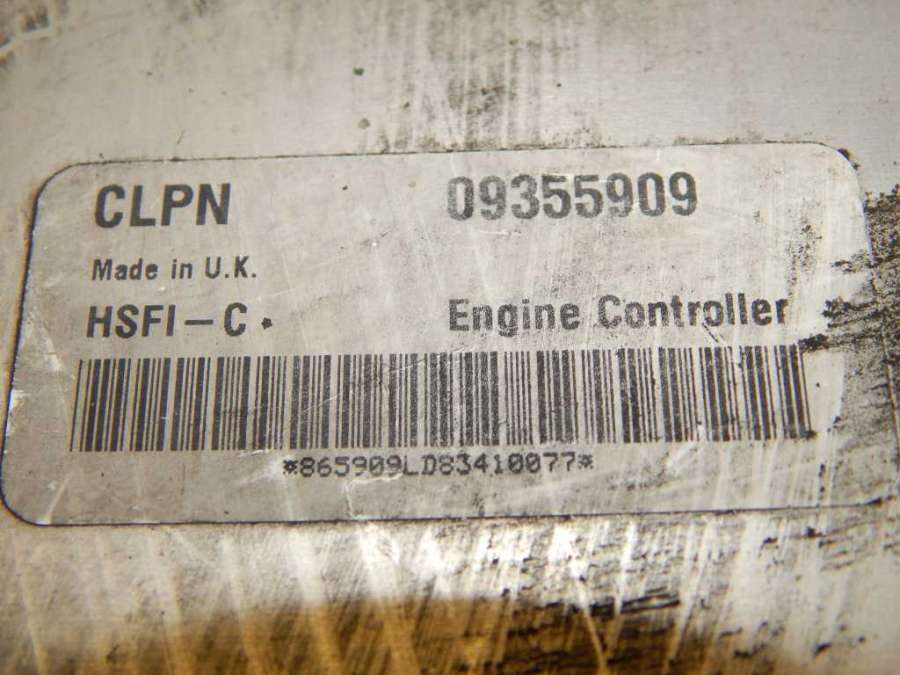 CLPN 09355909
Made in U.K.
HSFI-C. Engine Controller
*865909LD83410077*